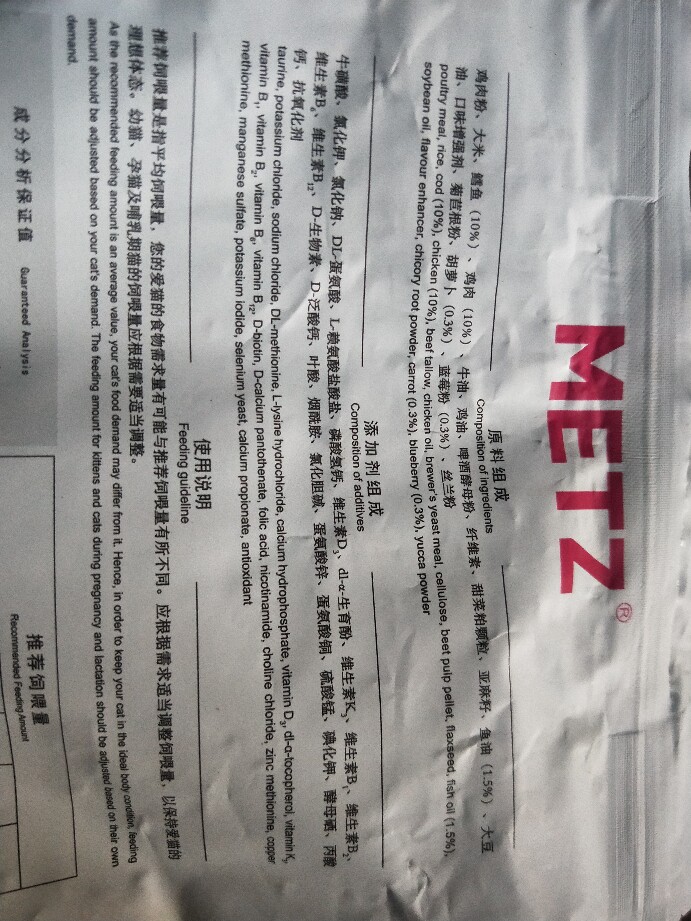 METZ®
原料组成
Composition of ingredients
鸡肉粉、大米、鳕鱼（10%）、鸡肉（10%）、牛油、鸡油、啤酒酵母粉、纤维素、甜菜粕颗粒、亚麻籽、鱼油（1.5%）、大豆
油、口味增强剂、菊苣根粉、胡萝卜（0.3%）、蓝莓粉（0.3%）、丝兰粉
poultry meal, rice, cod (10%), chicken (10%), beef tallow, chicken oil, brewer's yeast meal, cellulose, beet pulp pellet, flaxseed, fish oil (1.5%),
soybean oil, flavour enhancer, chicory root powder, carrot (0.3%), blueberry (0.3%), yucca powder
添加剂组成
Composition of additives
牛磺酸、氯化钾、氯化钠、DL-蛋氨酸、L-赖氨酸盐酸盐、磷酸氢钙、维生素D3、dl-α-生育酚、维生素K3、维生素B1、维生素B2、
维生素B6、维生素B12、D-生物素、D-泛酸钙、叶酸、烟酰胺、氯化胆碱、蛋氨酸锌、蛋氨酸铜、硫酸锰、碘化钾、酵母硒、丙酸
钙、抗氧化剂
taurine, potassium chloride, sodium chloride, DL-methionine, L-lysine hydrochloride, calcium hydrophosphate, vitamin D3, dl-α-tocopherol, vitamin K3,
vitamin B1, vitamin B2, vitamin B6, vitamin B12, D-biotin, D-calcium pantothenate, folic acid, nicotinamide, choline chloride, zinc methionine, copper
methionine, manganese sulfate, potassium iodide, selenium yeast, calcium propionate, antioxidant
使用说明
Feeding guideline
推荐饲喂量是指平均饲喂量，您的爱猫的食物需求量有可能与推荐饲喂量有所不同。应根据需求适当调整饲喂量，以保持爱猫的
理想体态。幼猫、孕猫及哺乳期猫的饲喂量应根据需要适当调整。
As the recommended feeding amount is an average value, your cat's food demand may differ from it. Hence, in order to keep your cat in the ideal body condition, feeding
amount should be adjusted based on your cat's demand. The feeding amount for kittens and cats during pregnancy and lactation should be adjusted based on their own
demand.
成分分析保证值 Guaranteed Analysis
推荐饲喂量
Recommended Feeding Amount